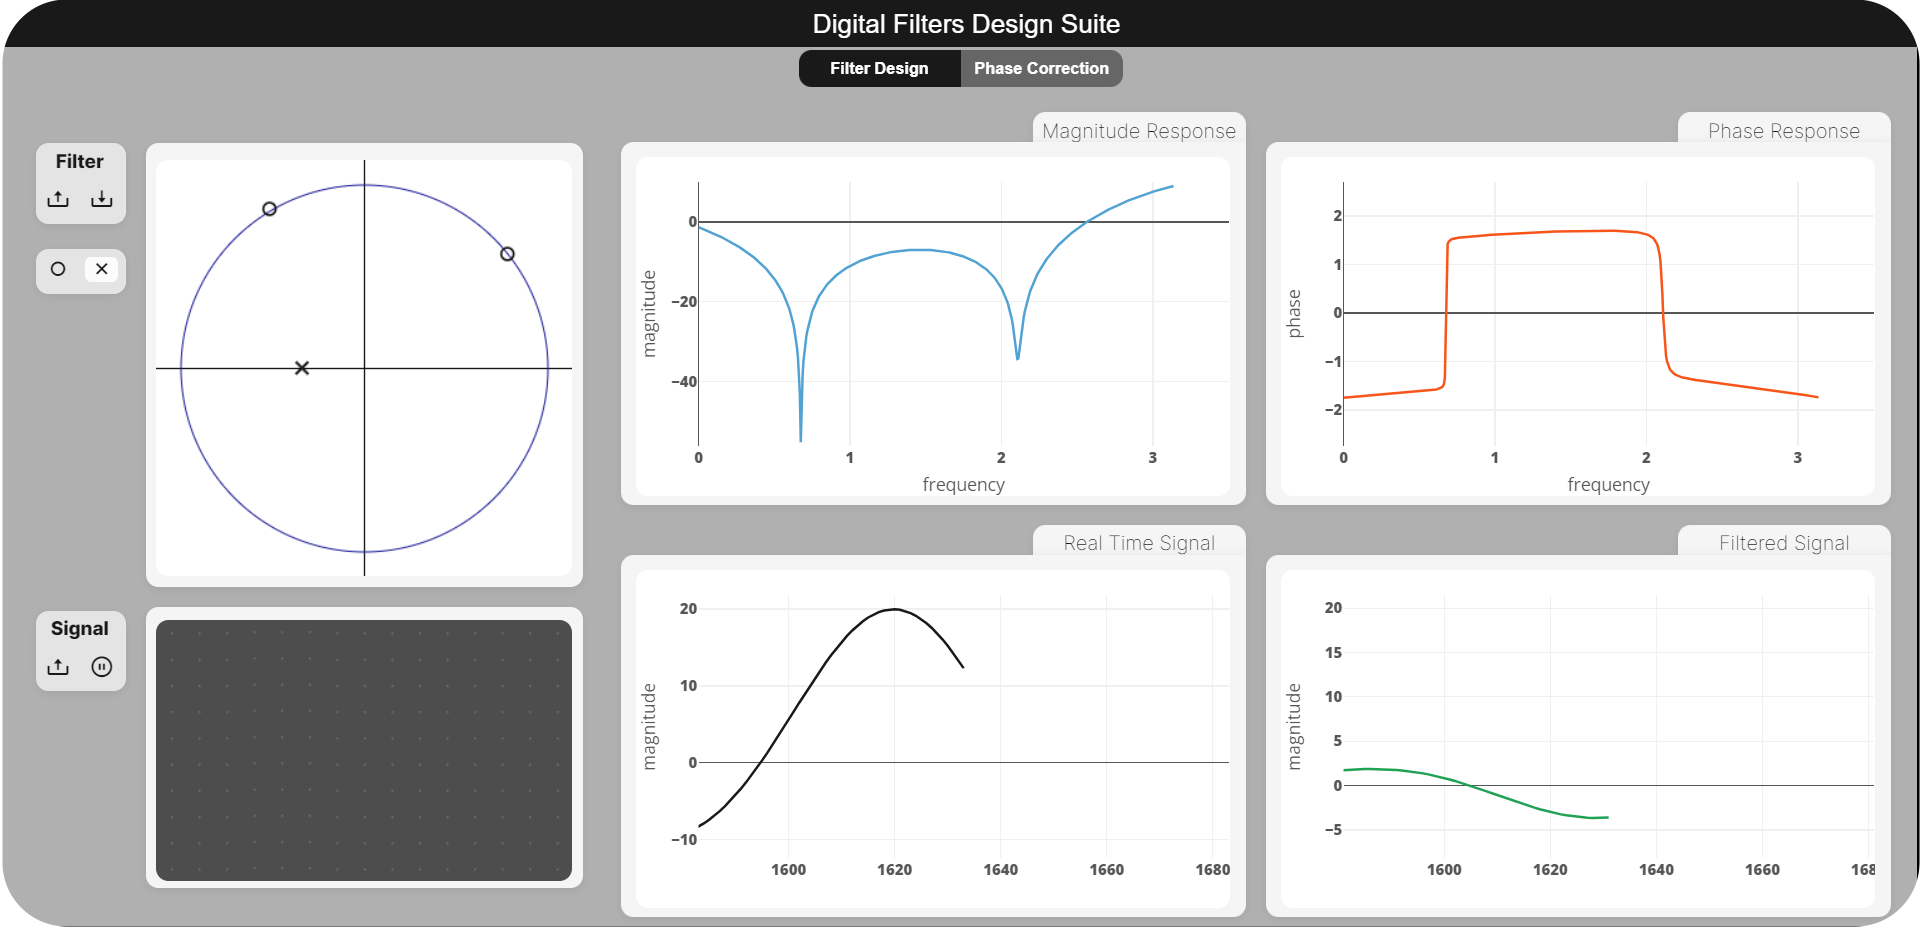 Digital Filters Design Suite
Filter Design Phase Correction
Filter
Signal
Magnitude Response
magnitude
0
−20
−40
0 1 2 3
frequency
Phase Response
phase
2
1
0
−1
−2
0 1 2 3
frequency
Real Time Signal
magnitude
20
10
0
−10
1600 1620 1640 1660 1680
Filtered Signal
magnitude
20
15
10
5
0
−5
1600 1620 1640 1660 168